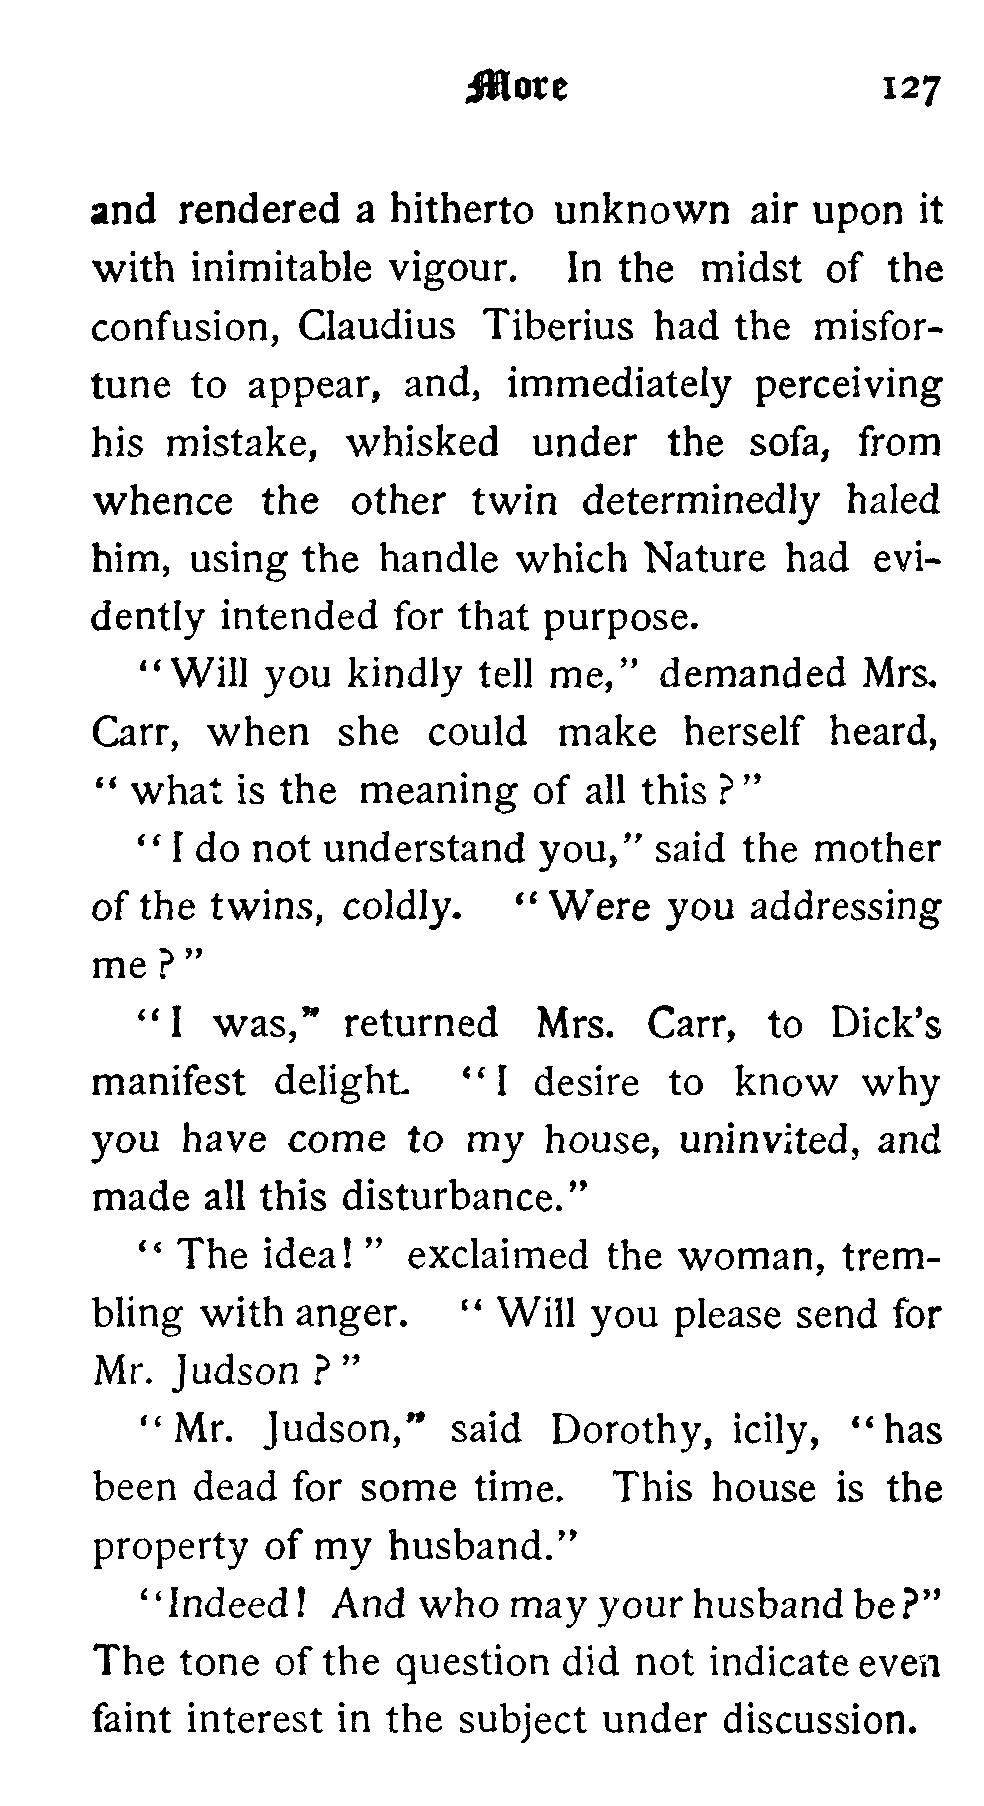 More 127
and rendered a hitherto unknown air upon it
with inimitable vigour. In the midst of the
confusion, Claudius Tiberius had the misfor-
tune to appear, and, immediately perceiving
his mistake, whisked under the sofa, from
whence the other twin determinedly haled
him, using the handle which Nature had evi-
dently intended for that purpose.
"Will you kindly tell me," demanded Mrs.
Carr, when she could make herself heard,
"what is the meaning of all this?"
"I do not understand you," said the mother
of the twins, coldly. "Were you addressing
me?"
"I was," returned Mrs. Carr, to Dick's
manifest delight. "I desire to know why
you have come to my house, uninvited, and
made all this disturbance."
"The idea!" exclaimed the woman, trem-
bling with anger. "Will you please send for
Mr. Judson?"
"Mr. Judson," said Dorothy, icily, "has
been dead for some time. This house is the
property of my husband."
"Indeed! And who may your husband be?"
The tone of the question did not indicate even
faint interest in the subject under discussion.